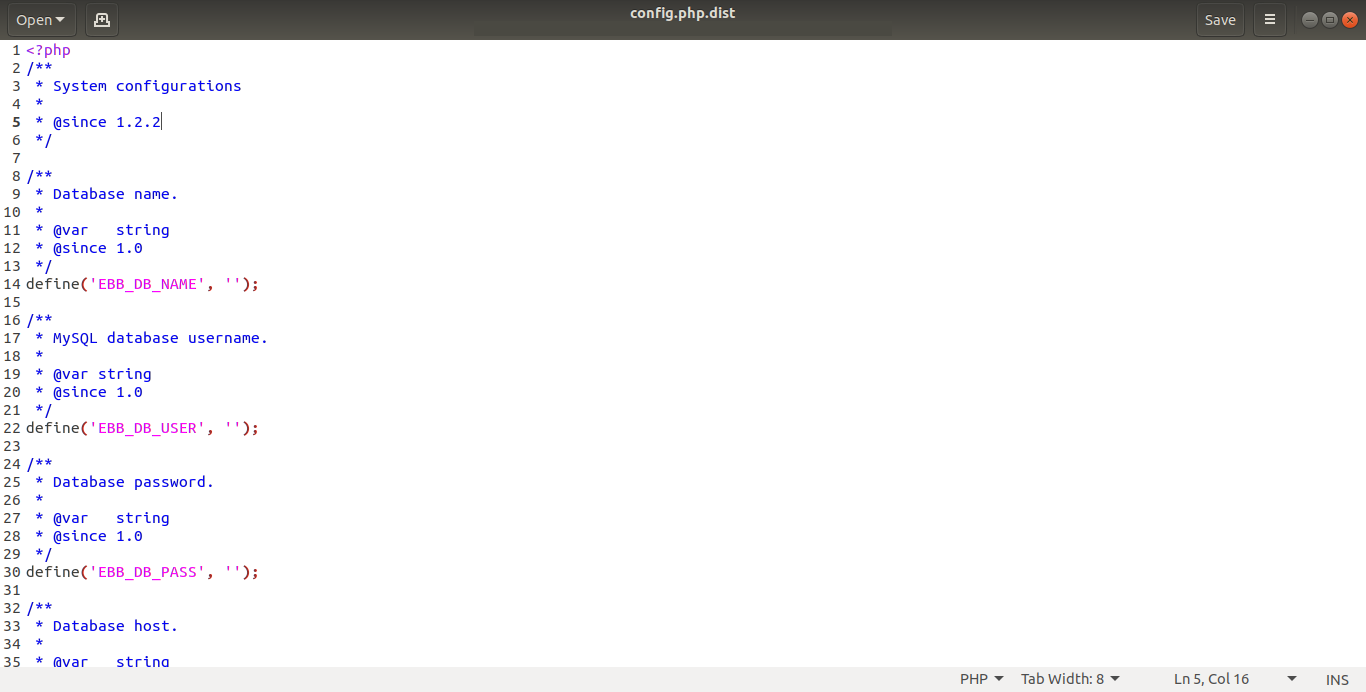 Open
config.php.dist
Save
1 <?php
2 /**
3  * System configurations
4  *
5  * @since 1.2.2
6  */
7
8 /**
9  * Database name.
10  *
11  * @var   string
12  * @since 1.0
13  */
14 define('EBB_DB_NAME', '');
15
16 /**
17  * MySQL database username.
18  *
19  * @var string
20  * @since 1.0
21  */
22 define('EBB_DB_USER', '');
23
24 /**
25  * Database password.
26  *
27  * @var   string
28  * @since 1.0
29  */
30 define('EBB_DB_PASS', '');
31
32 /**
33  * Database host.
34  *
35  * @var   string
PHP
Tab Width: 8
Ln 5, Col 16
INS